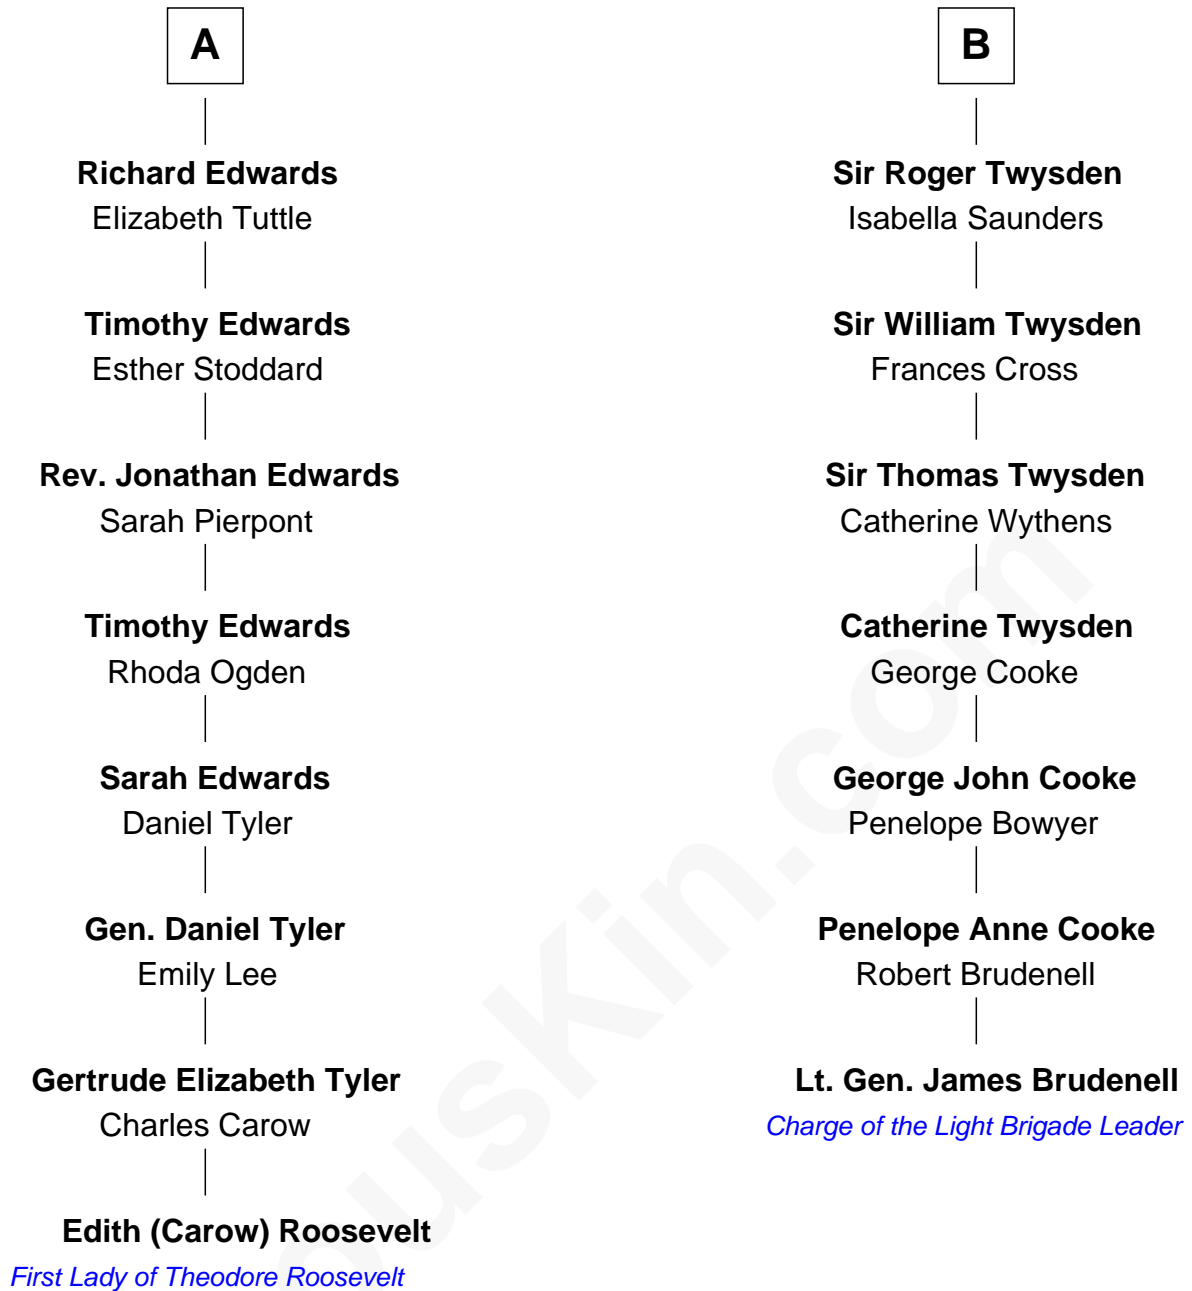 A
Richard Edwards
Elizabeth Tuttle
Timothy Edwards
Esther Stoddard
Rev. Jonathan Edwards
Sarah Pierpont
Timothy Edwards
Rhoda Ogden
Sarah Edwards
Daniel Tyler
Gen. Daniel Tyler
Emily Lee
Gertrude Elizabeth Tyler
Charles Carow
Edith (Carow) Roosevelt
First Lady of Theodore Roosevelt
B
Sir Roger Twysden
Isabella Saunders
Sir William Twysden
Frances Cross
Sir Thomas Twysden
Catherine Wythens
Catherine Twysden
George Cooke
George John Cooke
Penelope Bowyer
Penelope Anne Cooke
Robert Brudenell
Lt. Gen. James Brudenell
Charge of the Light Brigade Leader
ousKin.com